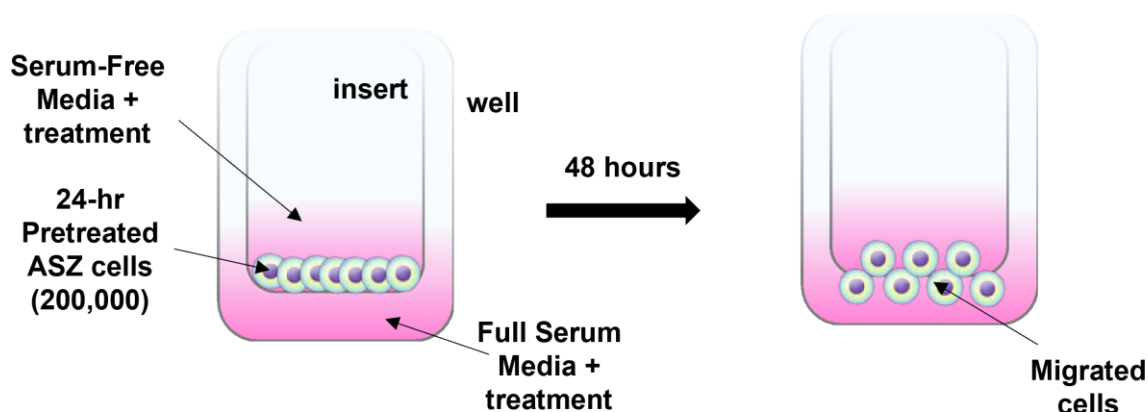 Serum-Free
Media +
treatment
insert
well
24-hr
Pretreated
ASZ cells
(200,000)
Full Serum
Media +
treatment
48 hours
Migrated
cells